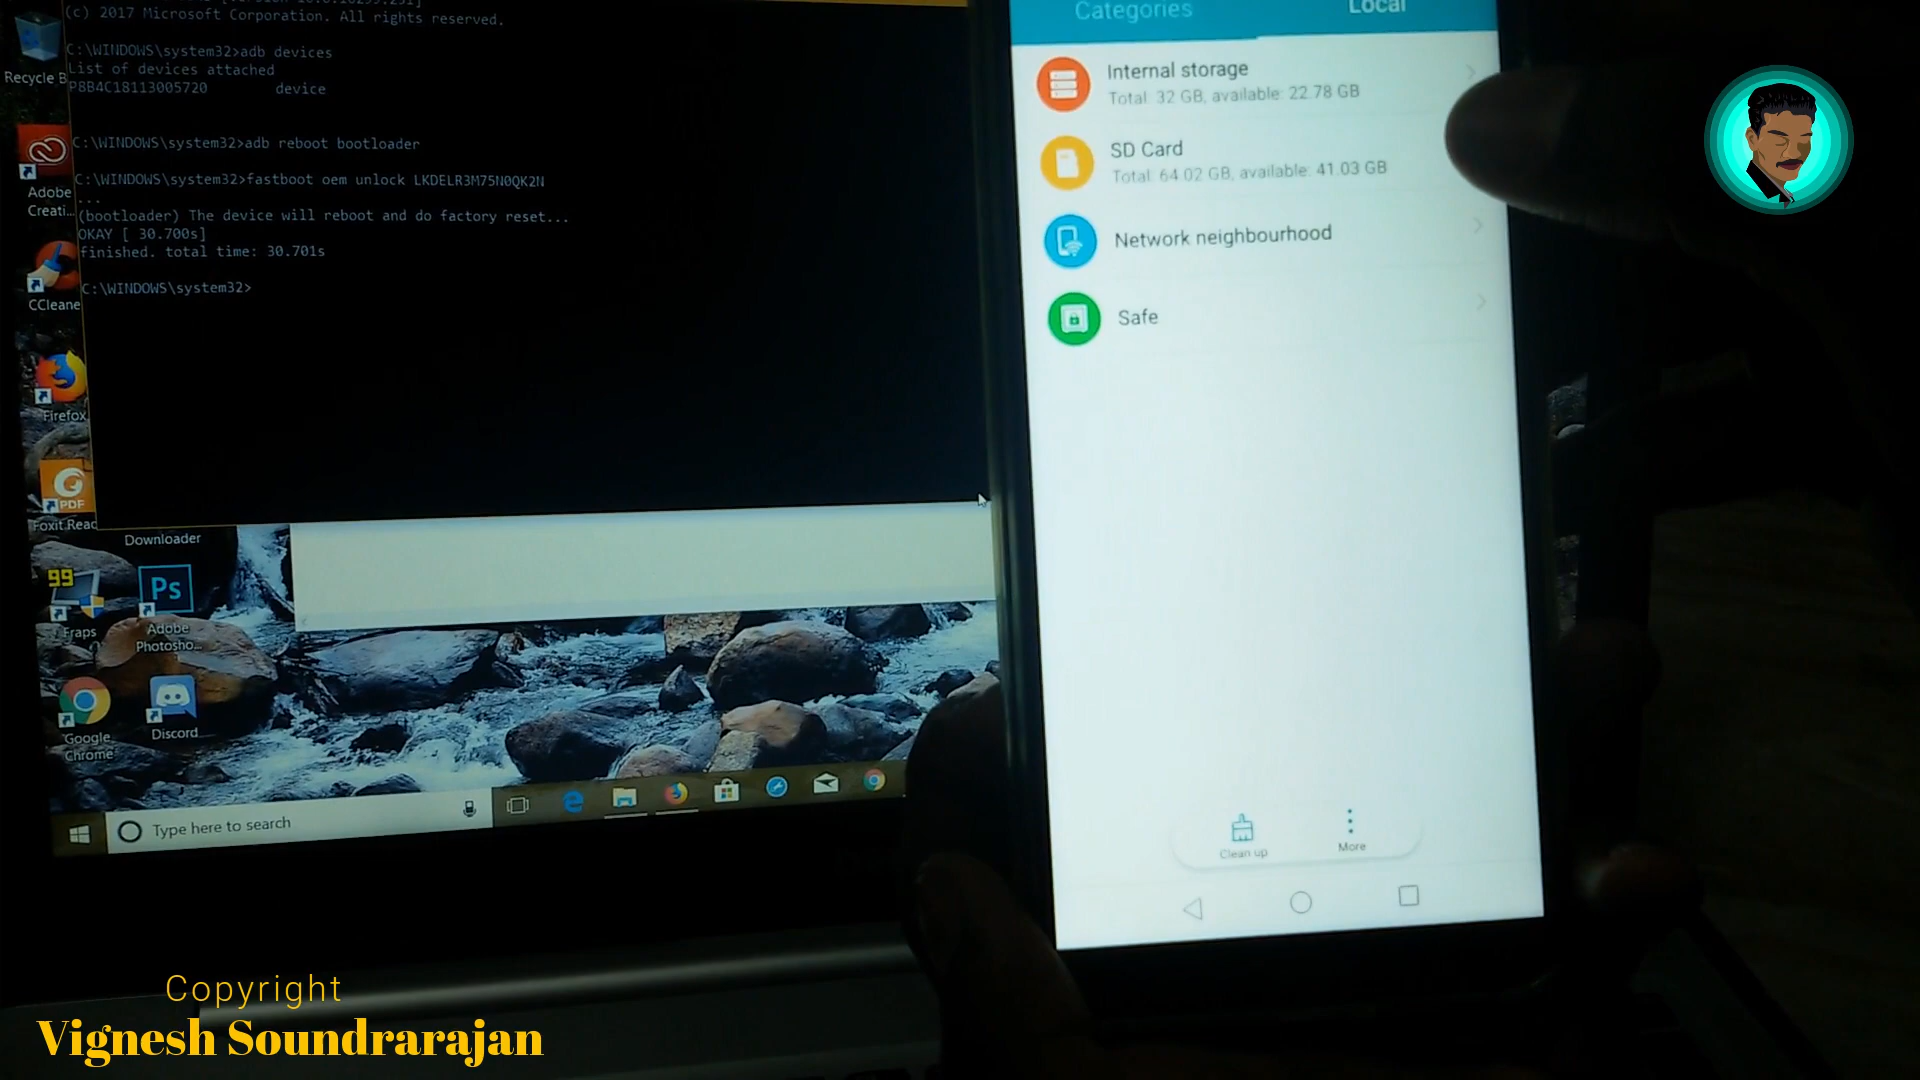 (c) 2017 Microsoft Corporation. All rights reserved.
C:\WINDOWS\system32>adb devices
List of devices attached
P8B4C18113005720 device
C:\WINDOWS\system32>adb reboot bootloader
C:\WINDOWS\system32>fastboot oem unlock LKDELR3M75N0QK2N
...
(bootloader) The device will reboot and do factory reset...
OKAY [ 30.700s]
finished. total time: 30.701s
C:\WINDOWS\system32>
Recycle B
Adobe
Creati...
CCleane
Firefox
PDF
Foxit Reac
Downloader
99
Fraps
Ps
Adobe
Photosho...
Google
Chrome
Discord
Type here to search
Categories
Local
Internal storage
Total: 32 GB, available: 22.78 GB
SD Card
Total: 64.02 GB, available: 41.03 GB
Network neighbourhood
Safe
Clean up
More
Copyright
Vignesh Soundrarajan